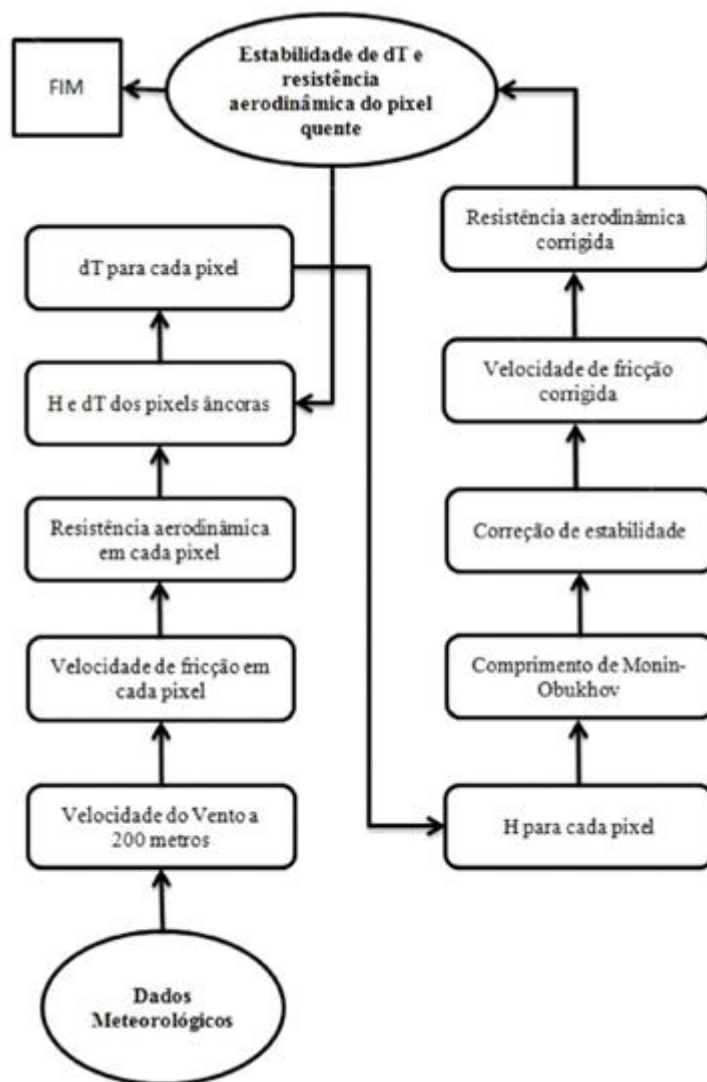 FIM
Estabilidade de dT e
resistência
aerodinâmica do pixel
quente
dT para cada pixel
H e dT dos pixels âncoras
Resistência aerodinâmica
em cada pixel
Velocidade de fricção em
cada pixel
Velocidade do Vento a
200 metros
Dados
Meteorológicos
Resistência aerodinâmica
corrigida
Velocidade de fricção
corrigida
Correção de estabilidade
Comprimento de Monin-
Obukhov
H para cada pixel